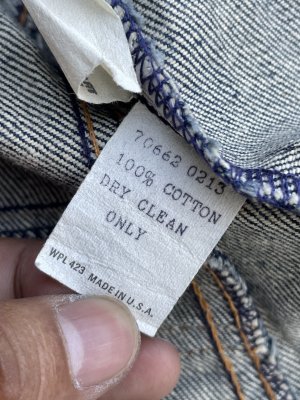 70662 0213
100% COTTON
DRY CLEAN
ONLY
WPL 423 MADE IN U.S.A.